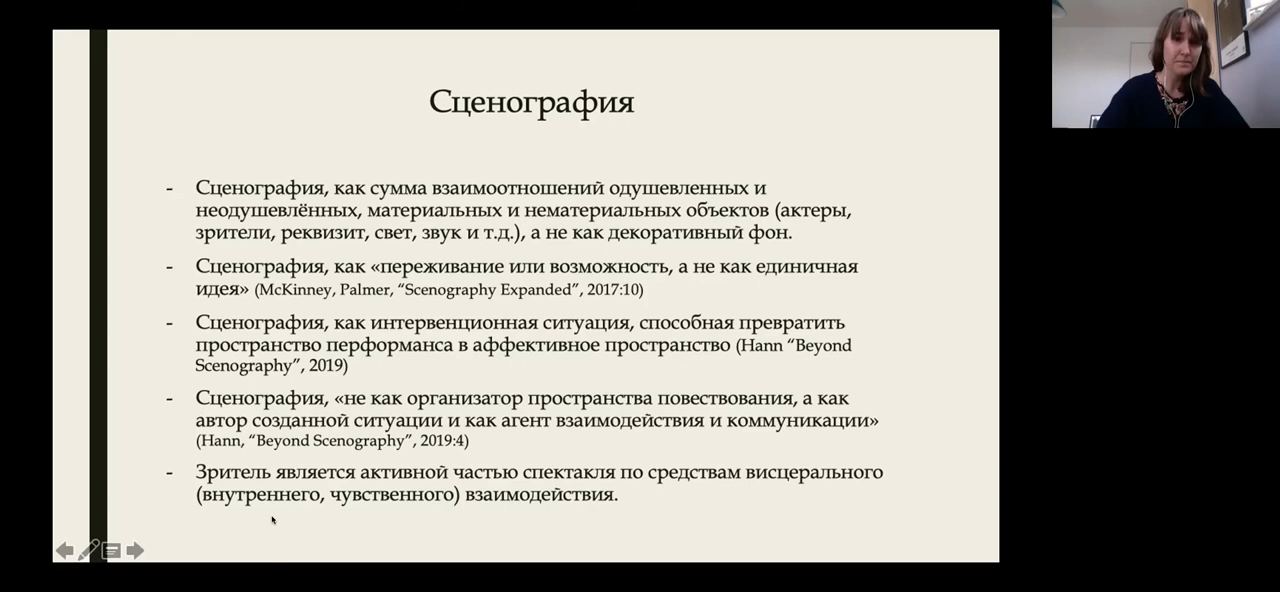 Сценография
- Сценография, как сумма взаимоотношений одушевленных и
неодушевлённых, материальных и нематериальных объектов (актеры,
зрители, реквизит, свет, звук и т.д.), а не как декоративный фон.
- Сценография, как «переживание или возможность, а не как единичная
идея» (McKinney, Palmer, “Scenography Expanded”, 2017:10)
- Сценография, как интервенционная ситуация, способная превратить
пространство перформанса в аффективное пространство (Hann “Beyond
Scenography”, 2019)
- Сценография, «не как организатор пространства повествования, а как
автор созданной ситуации и как агент взаимодействия и коммуникации»
(Hann, “Beyond Scenography”, 2019:4)
- Зритель является активной частью спектакля по средствам висцерального
(внутреннего, чувственного) взаимодействия.